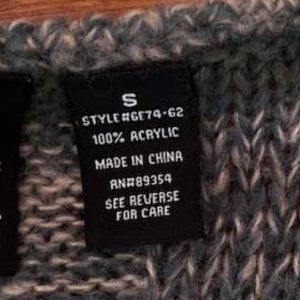 S
STYLE#GE74-62
100% ACRYLIC
MADE IN CHINA
RN#89354
SEE REVERSE
FOR CARE